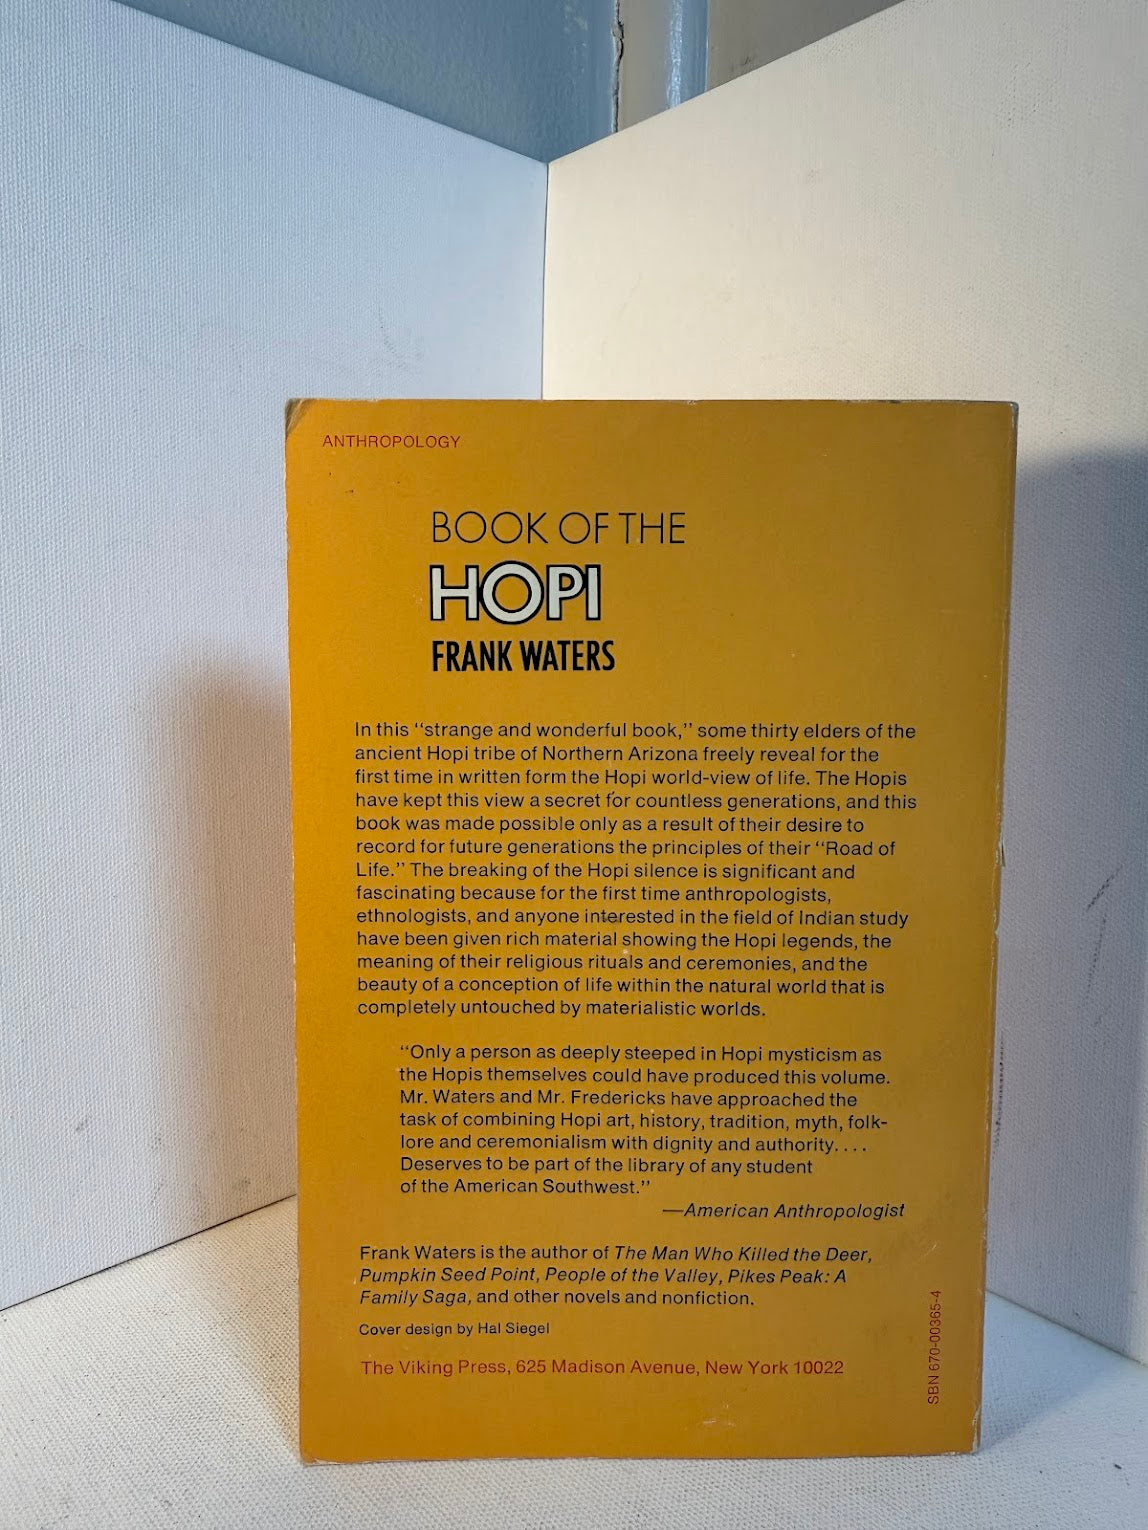 ANTHROPOLOGY
BOOK OF THE
HOPI
FRANK WATERS
In this "strange and wonderful book," some thirty elders of the
ancient Hopi tribe of Northern Arizona freely reveal for the
first time in written form the Hopi world-view of life. The Hopis
have kept this view a secret for countless generations, and this
book was made possible only as a result of their desire to
record for future generations the principles of their "Road of
Life." The breaking of the Hopi silence is significant and
fascinating because for the first time anthropologists,
ethnologists, and anyone interested in the field of Indian study
have been given rich material showing the Hopi legends, the
meaning of their religious rituals and ceremonies, and the
beauty of a conception of life within the natural world that is
completely untouched by materialistic worlds.
"Only a person as deeply steeped in Hopi mysticism as
the Hopis themselves could have produced this volume.
Mr. Waters and Mr. Fredericks have approached the
task of combining Hopi art, history, tradition, myth, folk-
lore and ceremonialism with dignity and authority. . . .
Deserves to be part of the library of any student
of the American Southwest."
—American Anthropologist
Frank Waters is the author of The Man Who Killed the Deer,
Pumpkin Seed Point, People of the Valley, Pikes Peak: A
Family Saga, and other novels and nonfiction.
Cover design by Hal Siegel
The Viking Press, 625 Madison Avenue, New York 10022
SBN 670-00365-4